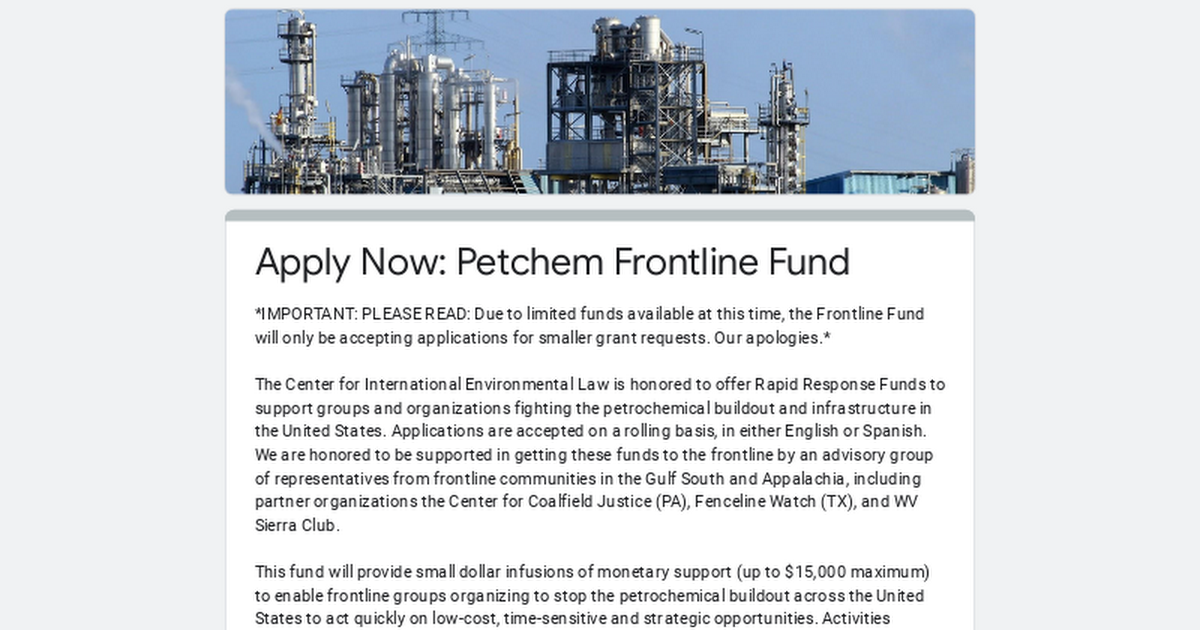 Apply Now: Petchem Frontline Fund
*IMPORTANT: PLEASE READ: Due to limited funds available at this time, the Frontline Fund
will only be accepting applications for smaller grant requests. Our apologies.*
The Center for International Environmental Law is honored to offer Rapid Response Funds to
support groups and organizations fighting the petrochemical buildout and infrastructure in
the United States. Applications are accepted on a rolling basis, in either English or Spanish.
We are honored to be supported in getting these funds to the frontline by an advisory group
of representatives from frontline communities in the Gulf South and Appalachia, including
partner organizations the Center for Coalfield Justice (PA), Fenceline Watch (TX), and WV
Sierra Club.
This fund will provide small dollar infusions of monetary support (up to $15,000 maximum)
to enable frontline groups organizing to stop the petrochemical buildout across the United
States to act quickly on low-cost, time-sensitive and strategic opportunities. Activities